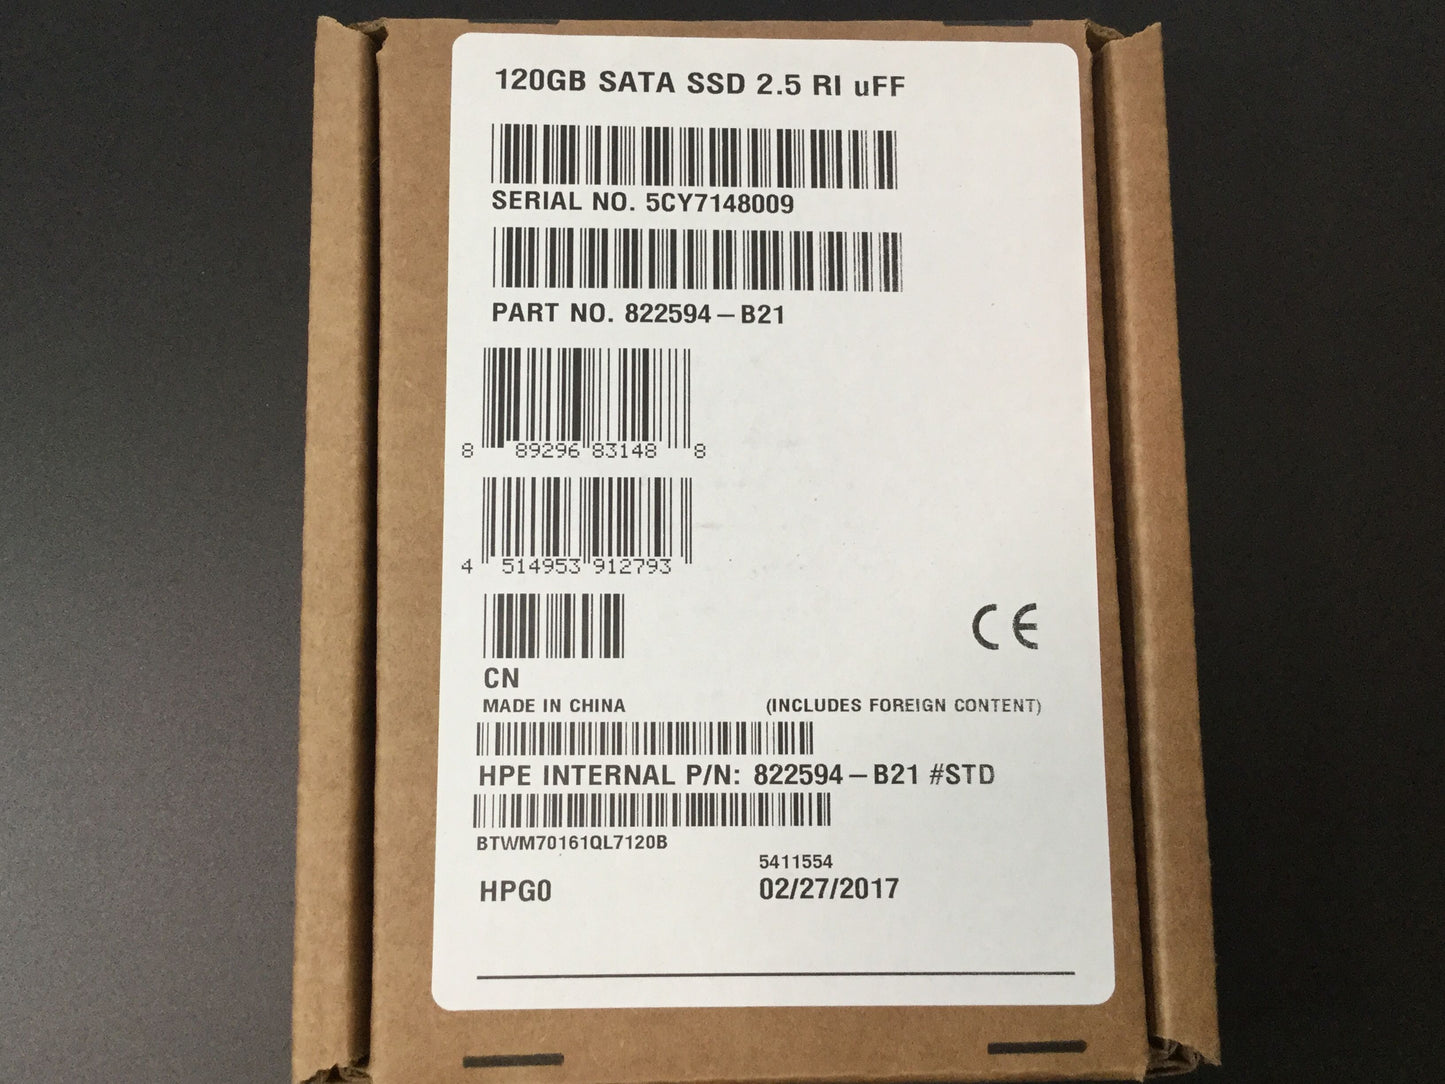 120GB SATA SSD 2.5 RI uFF
SERIAL NO. 5CY7148009
PART NO. 822594-B21
8 89296 83148 8
4 514953 912793
CE
CN
MADE IN CHINA (INCLUDES FOREIGN CONTENT)
HPE INTERNAL P/N: 822594-B21 #STD
BTWM70161QL7120B
5411554
HPG0 02/27/2017